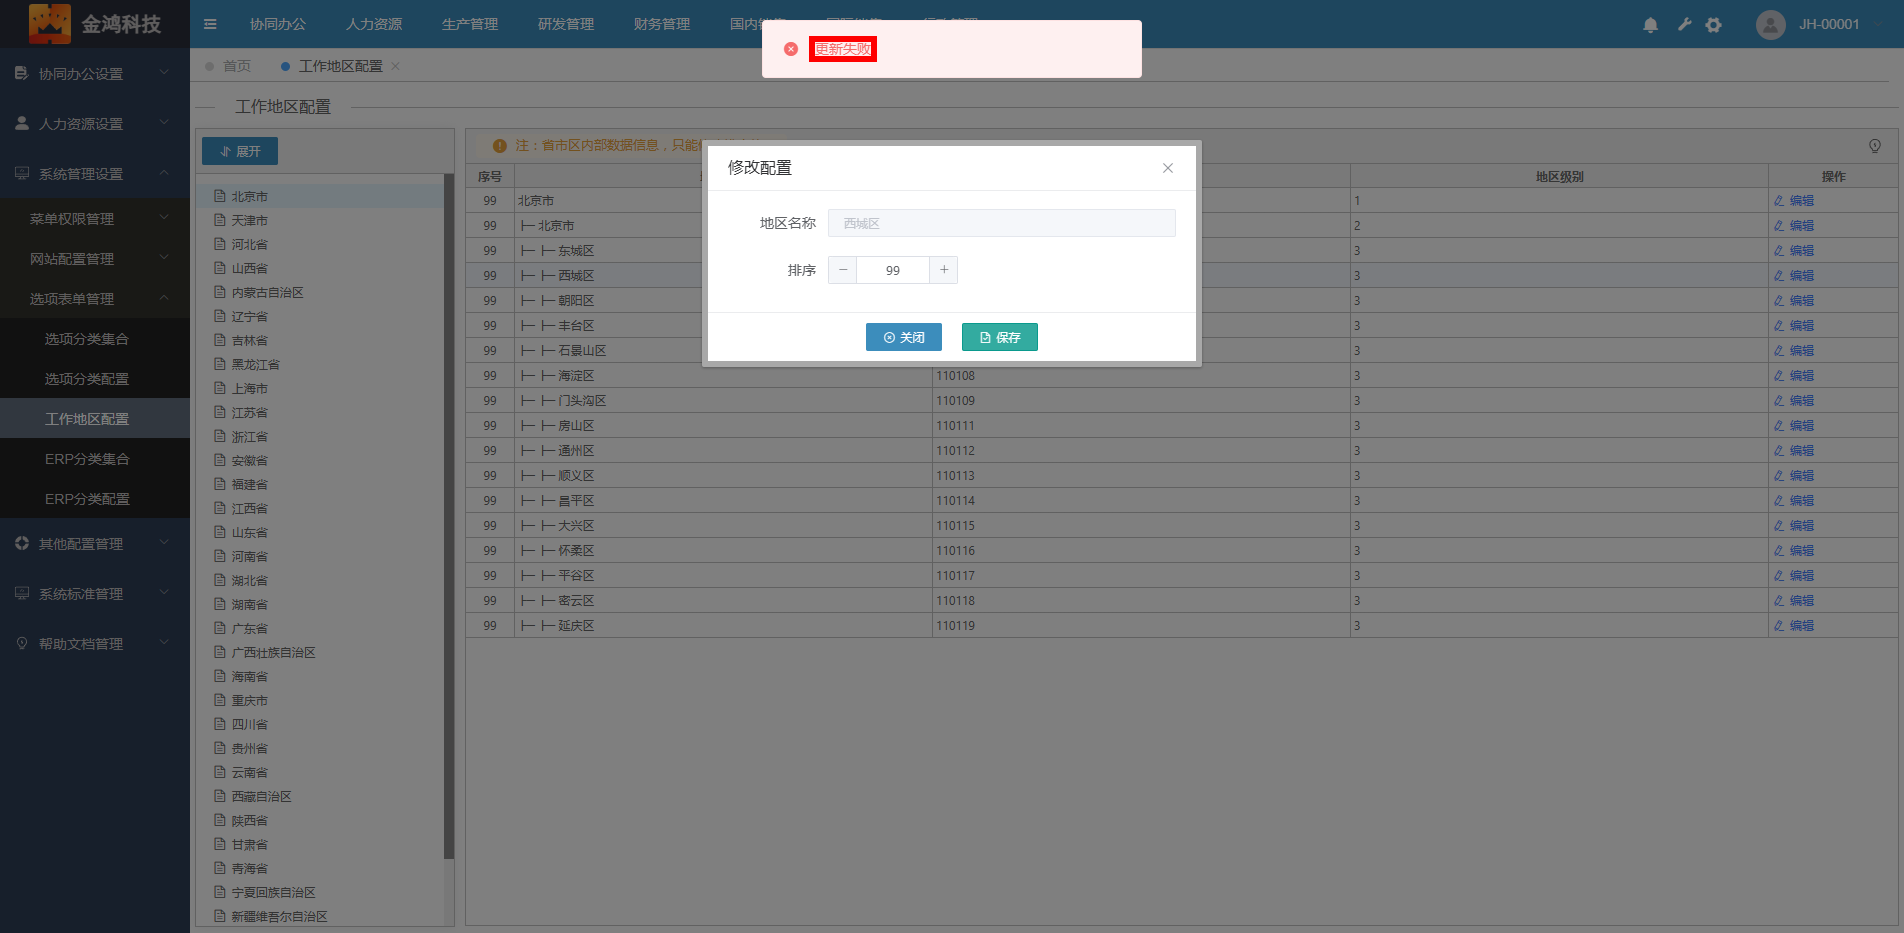 金鸿科技
协同办公 人力资源 生产管理 研发管理 财务管理 国内
JH-00001
更新失败
首页 工作地区配置
协同办公设置
人力资源设置
系统管理设置
菜单权限管理
网站配置管理
选项表单管理
选项分类集合
选项分类配置
工作地区配置
ERP分类集合
ERP分类配置
其他配置管理
系统标准管理
帮助文档管理
工作地区配置
展开
北京市
天津市
河北省
山西省
内蒙古自治区
辽宁省
吉林省
黑龙江省
上海市
江苏省
浙江省
安徽省
福建省
江西省
山东省
河南省
湖北省
湖南省
广东省
广西壮族自治区
海南省
重庆市
四川省
贵州省
云南省
西藏自治区
陕西省
甘肃省
青海省
宁夏回族自治区
新疆维吾尔自治区
注：省市区内部数据信息，只能
序号 地区级别 操作
99 北京市 1 编辑
99 ├─ 北京市 2 编辑
99 ├─ ├─ 东城区 3 编辑
99 ├─ ├─ 西城区 3 编辑
99 ├─ ├─ 朝阳区 3 编辑
99 ├─ ├─ 丰台区 3 编辑
99 ├─ ├─ 石景山区 3 编辑
99 ├─ ├─ 海淀区 110108 3 编辑
99 ├─ ├─ 门头沟区 110109 3 编辑
99 ├─ ├─ 房山区 110111 3 编辑
99 ├─ ├─ 通州区 110112 3 编辑
99 ├─ ├─ 顺义区 110113 3 编辑
99 ├─ ├─ 昌平区 110114 3 编辑
99 ├─ ├─ 大兴区 110115 3 编辑
99 ├─ ├─ 怀柔区 110116 3 编辑
99 ├─ ├─ 平谷区 110117 3 编辑
99 ├─ ├─ 密云区 110118 3 编辑
99 ├─ ├─ 延庆区 110119 3 编辑
修改配置
地区名称 西城区
排序 99
关闭 保存